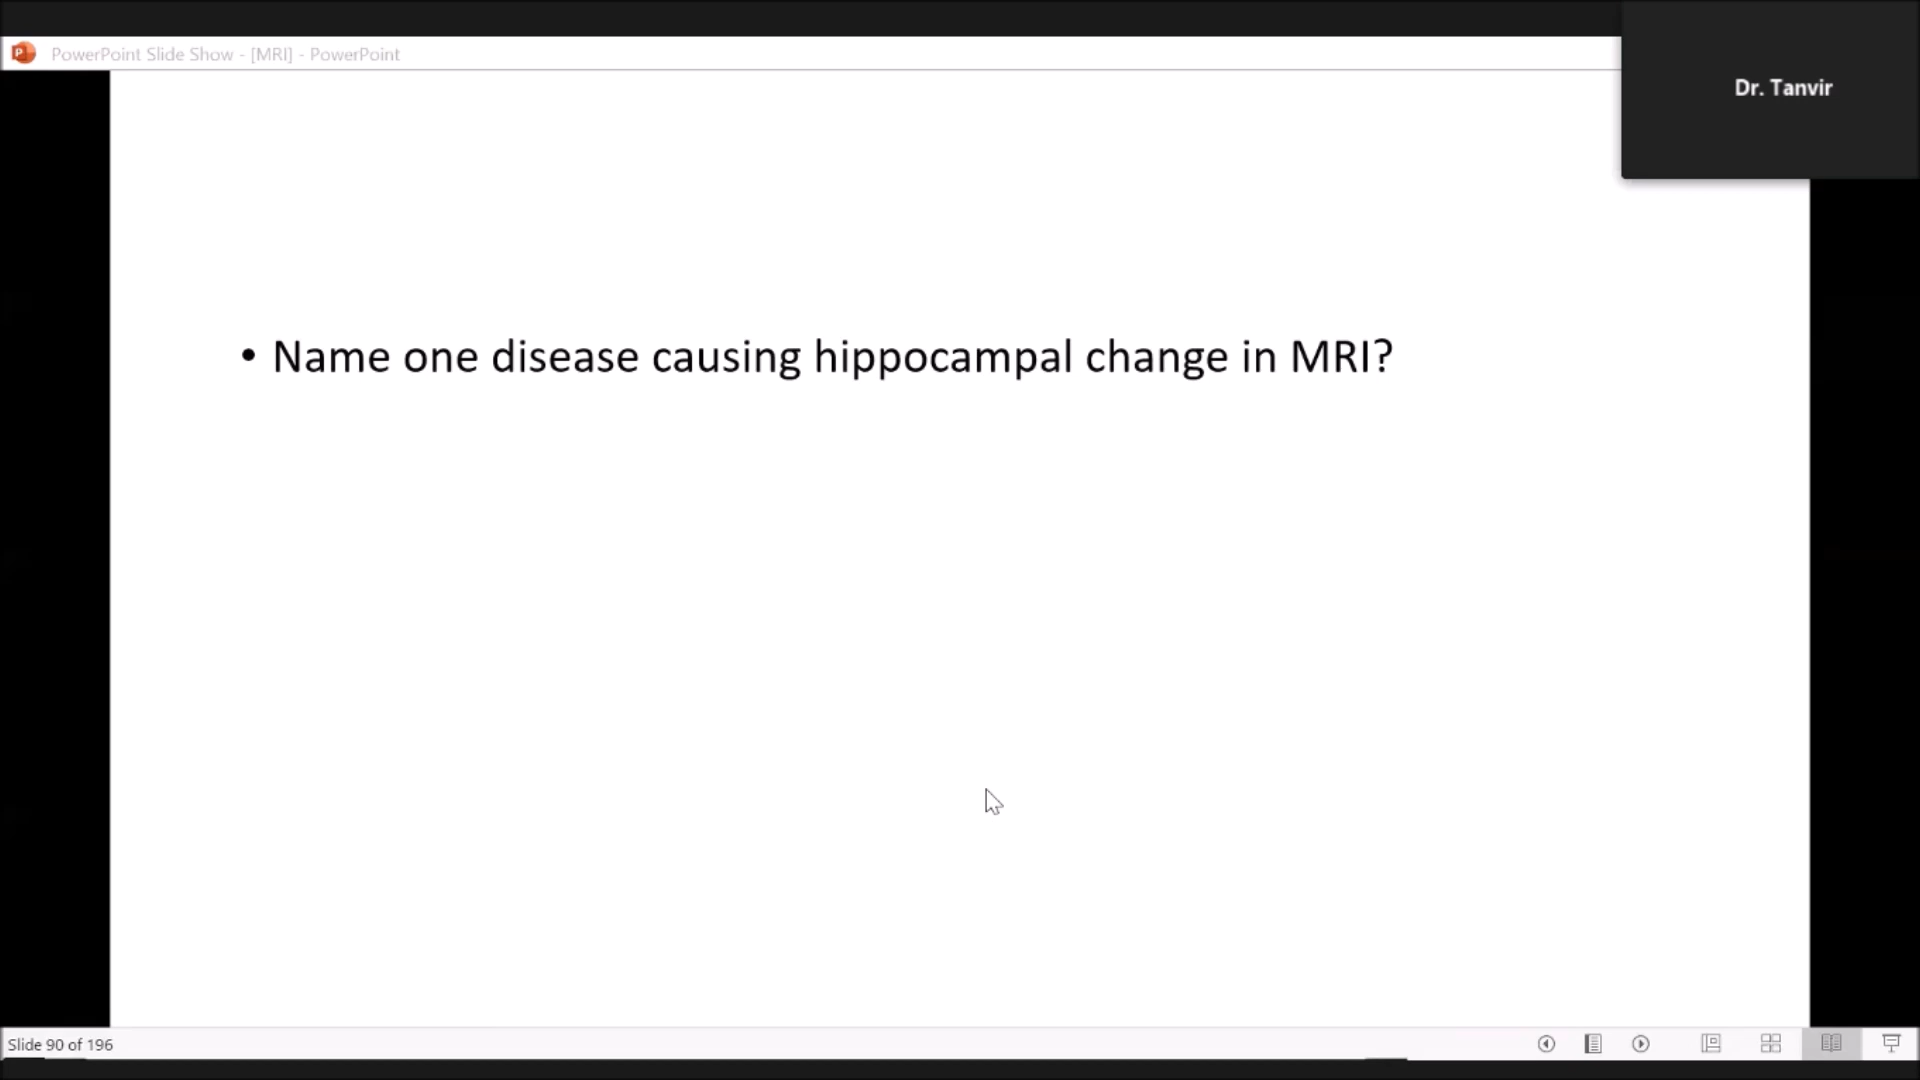 PowerPoint Slide Show - [MRI] - PowerPoint
Dr. Tanvir
• Name one disease causing hippocampal change in MRI?
Slide 90 of 196